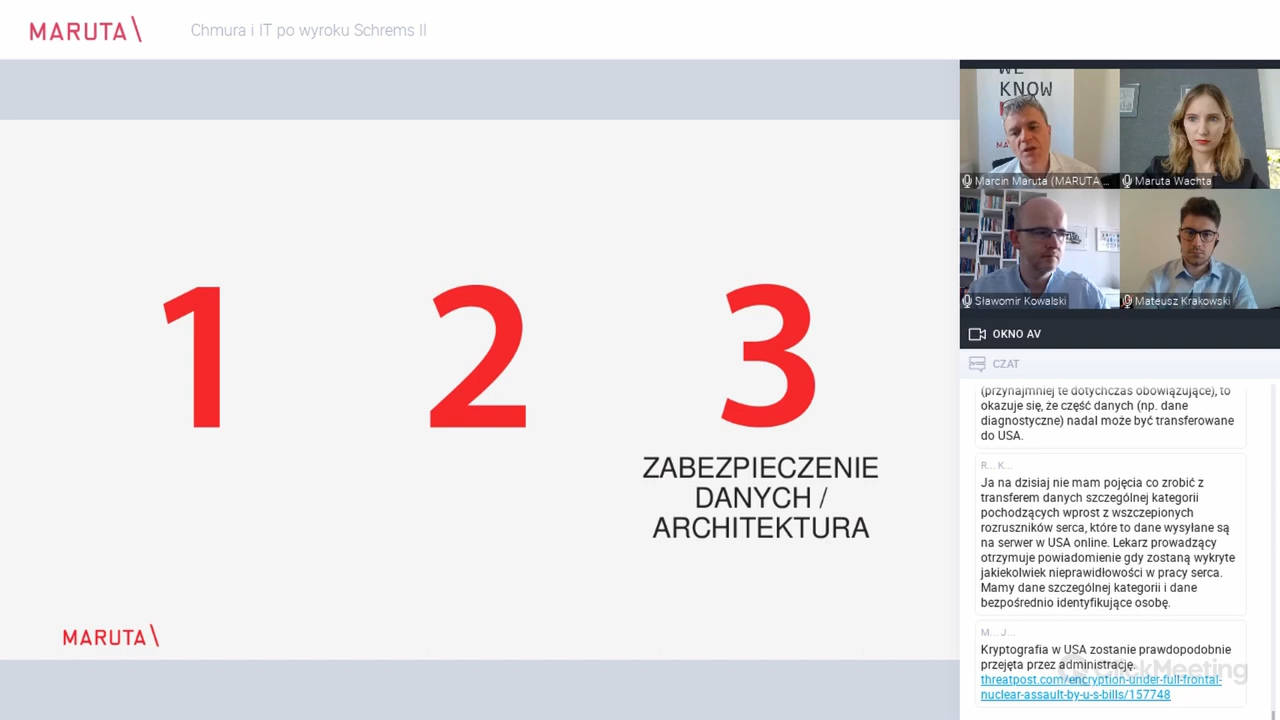 MARUTA\
Chmura i IT po wyroku Schrems II
1 2 3
ZABEZPIECZENIE
DANYCH /
ARCHITEKTURA
MARUTA\
WE
KNOW
MA
Marcin Maruta (MARUTA ...
Maruta Wachta
Sławomir Kowalski
Mateusz Krakowski
OKNO AV
CZAT
(przynajmniej te dotychczas obowiązujące), to
okazuje się, że część danych (np. dane
diagnostyczne) nadal może być transferowane
do USA.
R... K...
Ja na dzisiaj nie mam pojęcia co zrobić z
transferem danych szczególnej kategorii
pochodzących wprost z wszczepionych
rozruszników serca, które to dane wysyłane są
na serwer w USA online. Lekarz prowadzący
otrzymuje powiadomienie gdy zostaną wykryte
jakiekolwiek nieprawidłowości w pracy serca.
Mamy dane szczególnej kategorii i dane
bezpośrednio identyfikujące osobę.
M... J...
Kryptografia w USA zostanie prawdopodobnie
przejęta przez administrację.
threatpost.com/encryption-under-full-frontal-
nuclear-assault-by-u-s-bills/157748
ClickMeeting